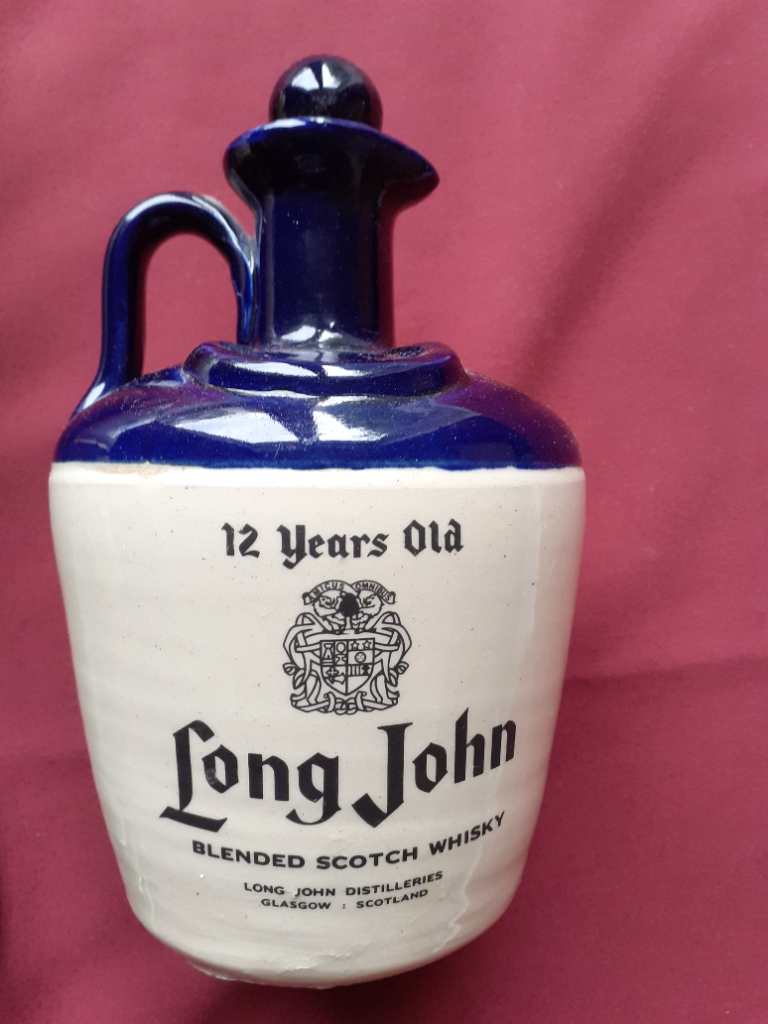 12 Years Old
AMICUS OMNIBUS
Long John
BLENDED SCOTCH WHISKY
LONG JOHN DISTILLERIES
GLASGOW : SCOTLAND